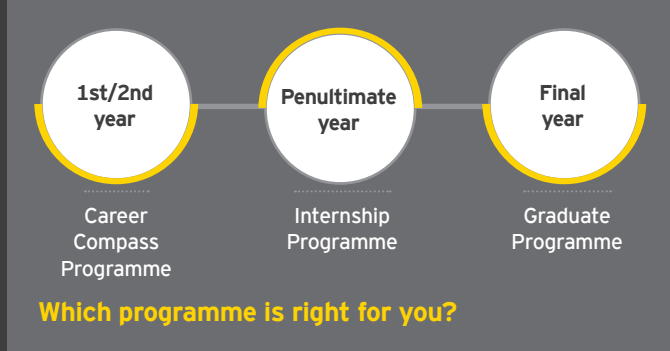 1st/2nd
year
Penultimate
year
Final
year
Career
Compass
Programme
Internship
Programme
Graduate
Programme
Which programme is right for you?